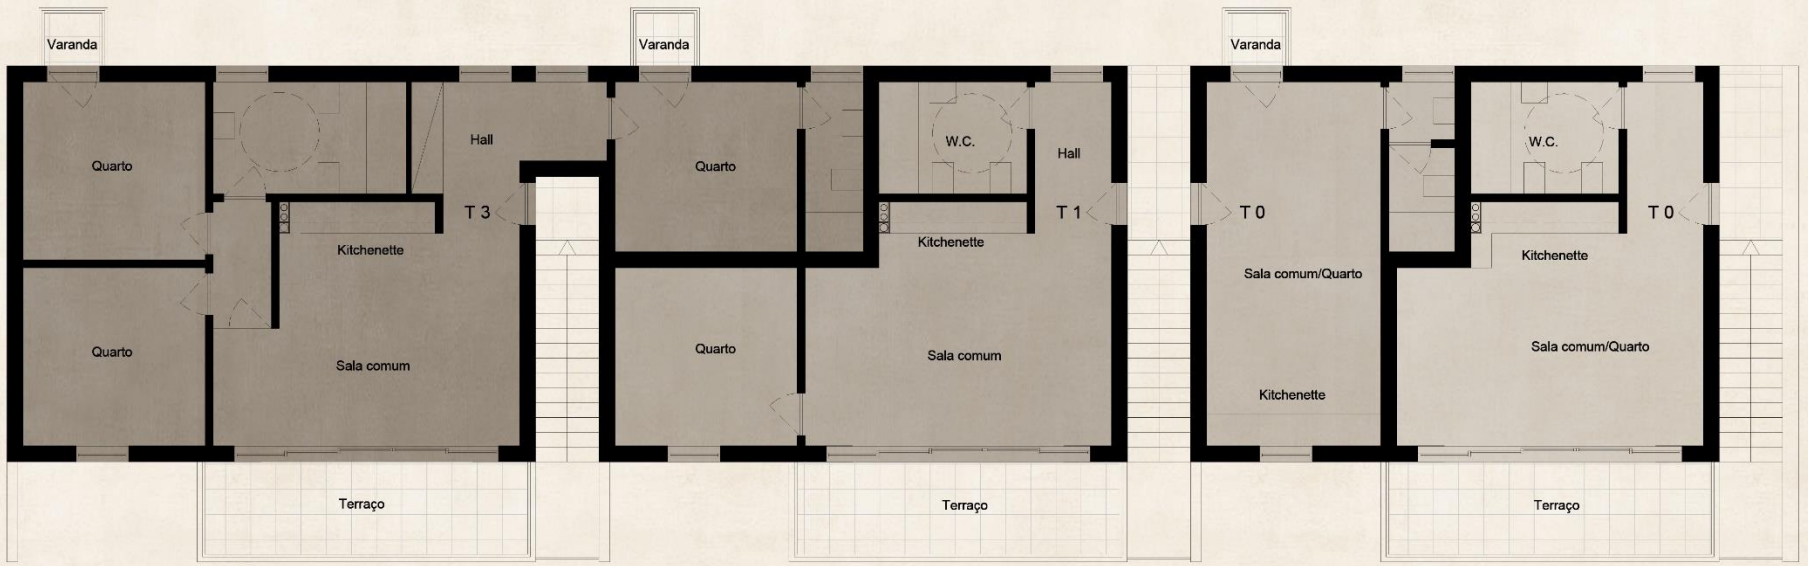 Varanda
Varanda
Varanda
Quarto
Hall
Quarto
W.C.
Hall
W.C.
T 3
T 1
T 0
T 0
Kitchenette
Kitchenette
Kitchenette
Sala comum/Quarto
Quarto
Sala comum
Quarto
Sala comum
Sala comum/Quarto
Kitchenette
Terraço
Terraço
Terraço